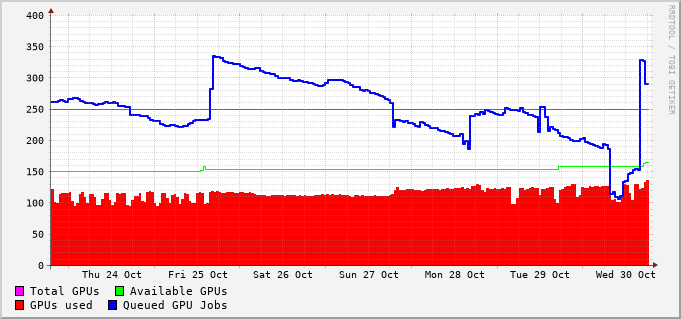 400
350
300
250
200
150
100
50
0
Thu 24 Oct Fri 25 Oct Sat 26 Oct Sun 27 Oct Mon 28 Oct Tue 29 Oct Wed 30 Oct
Total GPUs Available GPUs
GPUs used Queued GPU Jobs
RRDTOOL / TOBI OETIKER